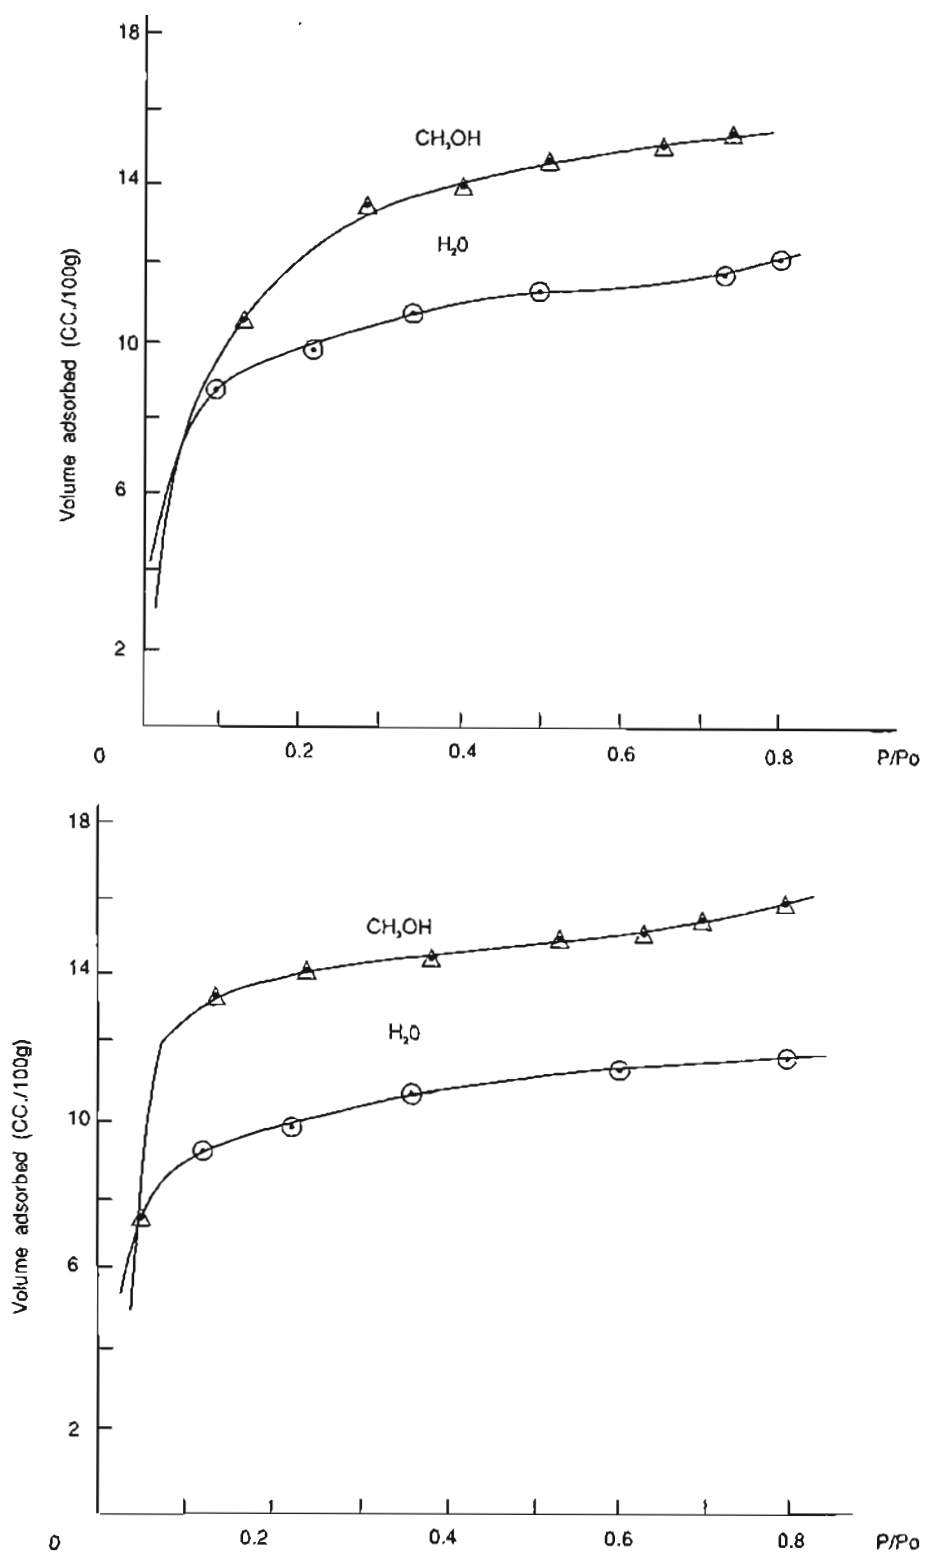 18
CH₃OH
14
H₂O
Volume adsorbed (CC./100g)
10
6
2
0 0.2 0.4 0.6 0.8 P/Po
18
CH₃OH
14
H₂O
Volume adsorbed (CC./100g)
10
6
2
0 0.2 0.4 0.6 0.8 P/Po